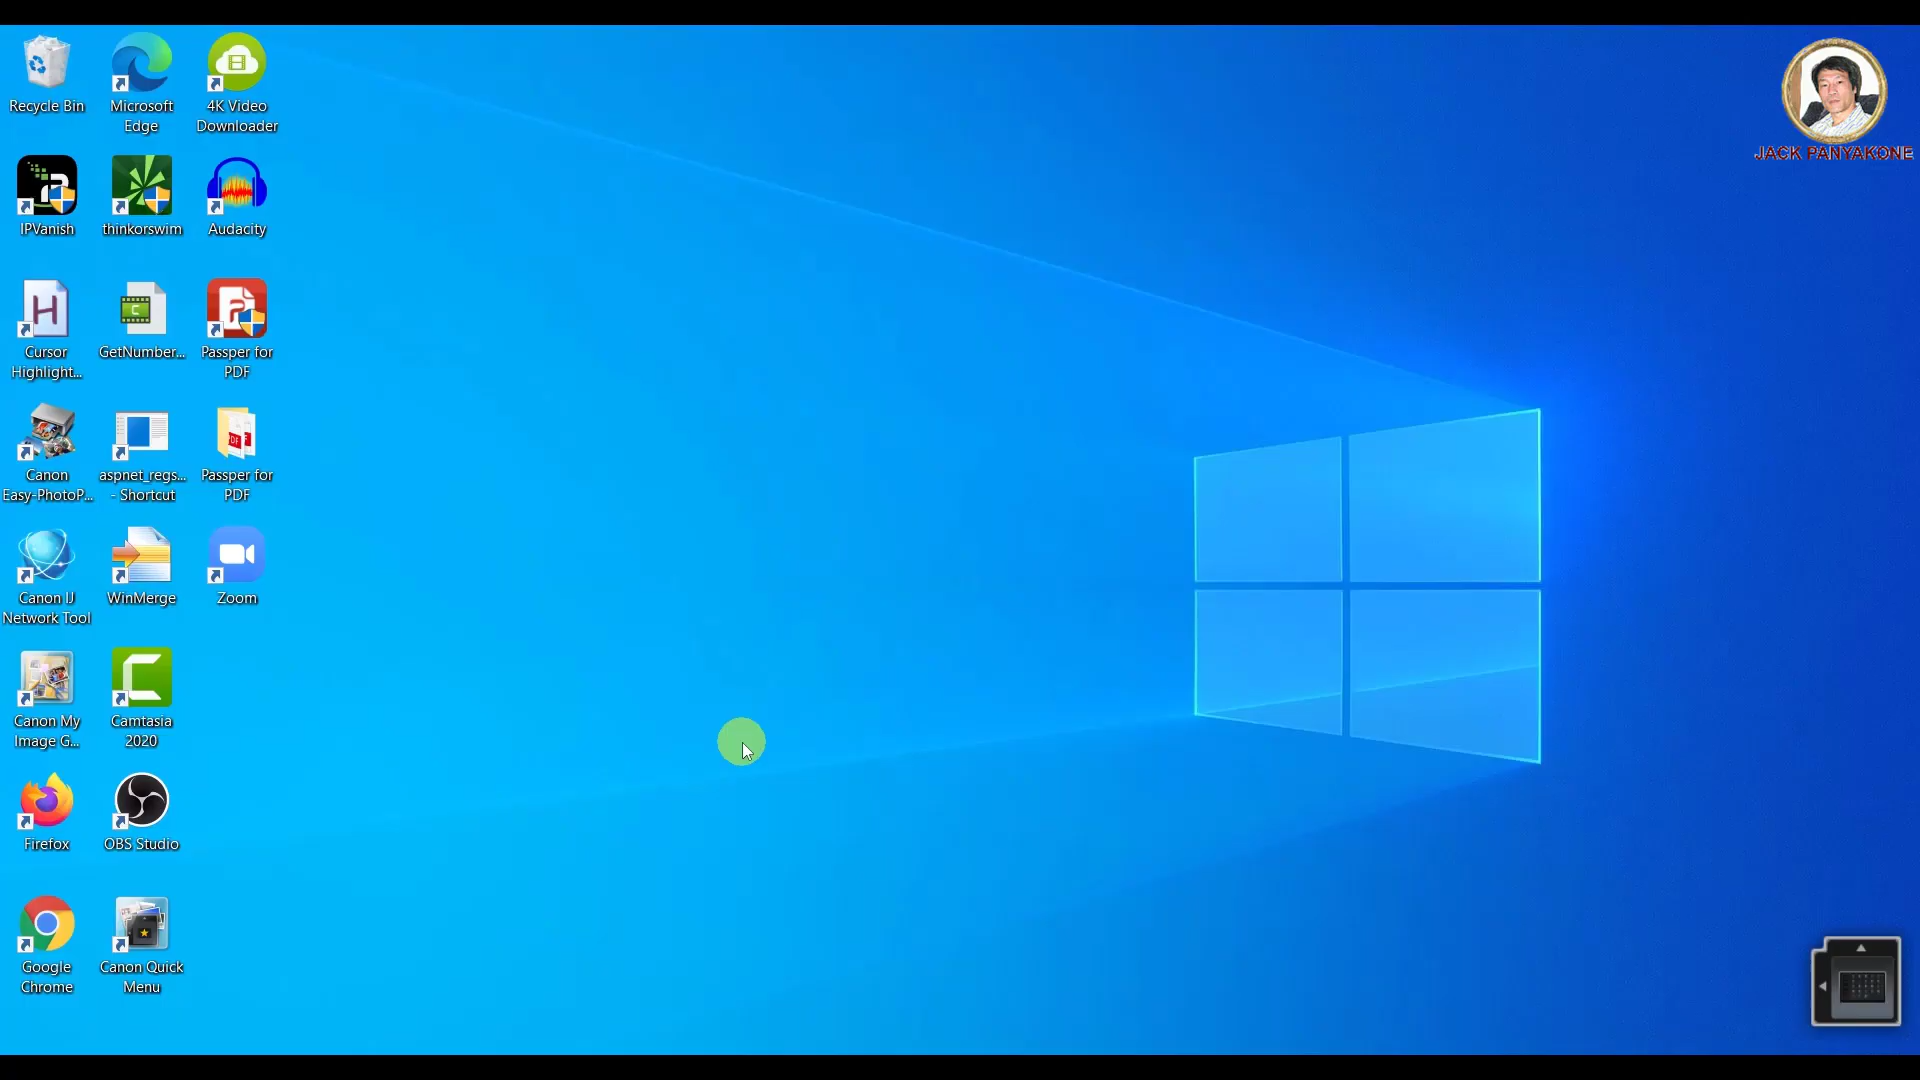 Recycle Bin
Microsoft
Edge
4K Video
Downloader
JACK PANYAKONE
IPVanish
thinkorswim
Audacity
Cursor
Highlight...
GetNumber...
Passper for
PDF
Canon
Easy-PhotoP...
aspnet_regs...
- Shortcut
Passper for
PDF
Canon IJ
Network Tool
WinMerge
Zoom
Canon My
Image G...
Camtasia
2020
Firefox
OBS Studio
Google
Chrome
Canon Quick
Menu